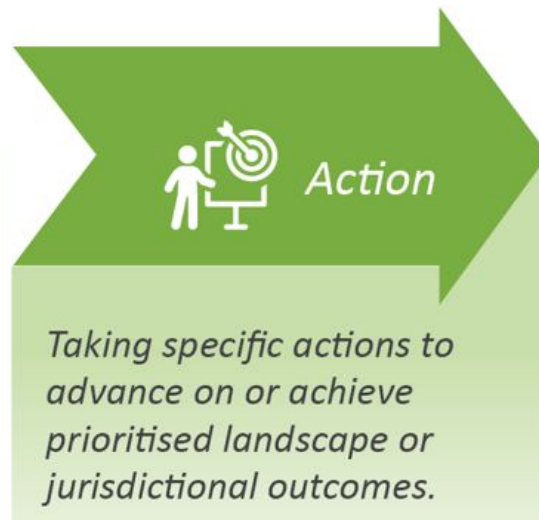 Action
Taking specific actions to
advance on or achieve
prioritised landscape or
jurisdictional outcomes.